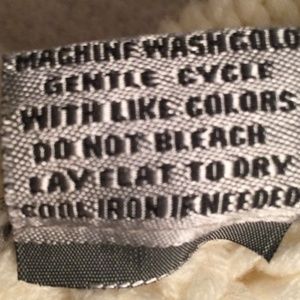 MACHINE WASH COLD
GENTLE CYCLE
WITH LIKE COLORS
DO NOT BLEACH
LAY FLAT TO DRY
COOL IRON IF NEEDED